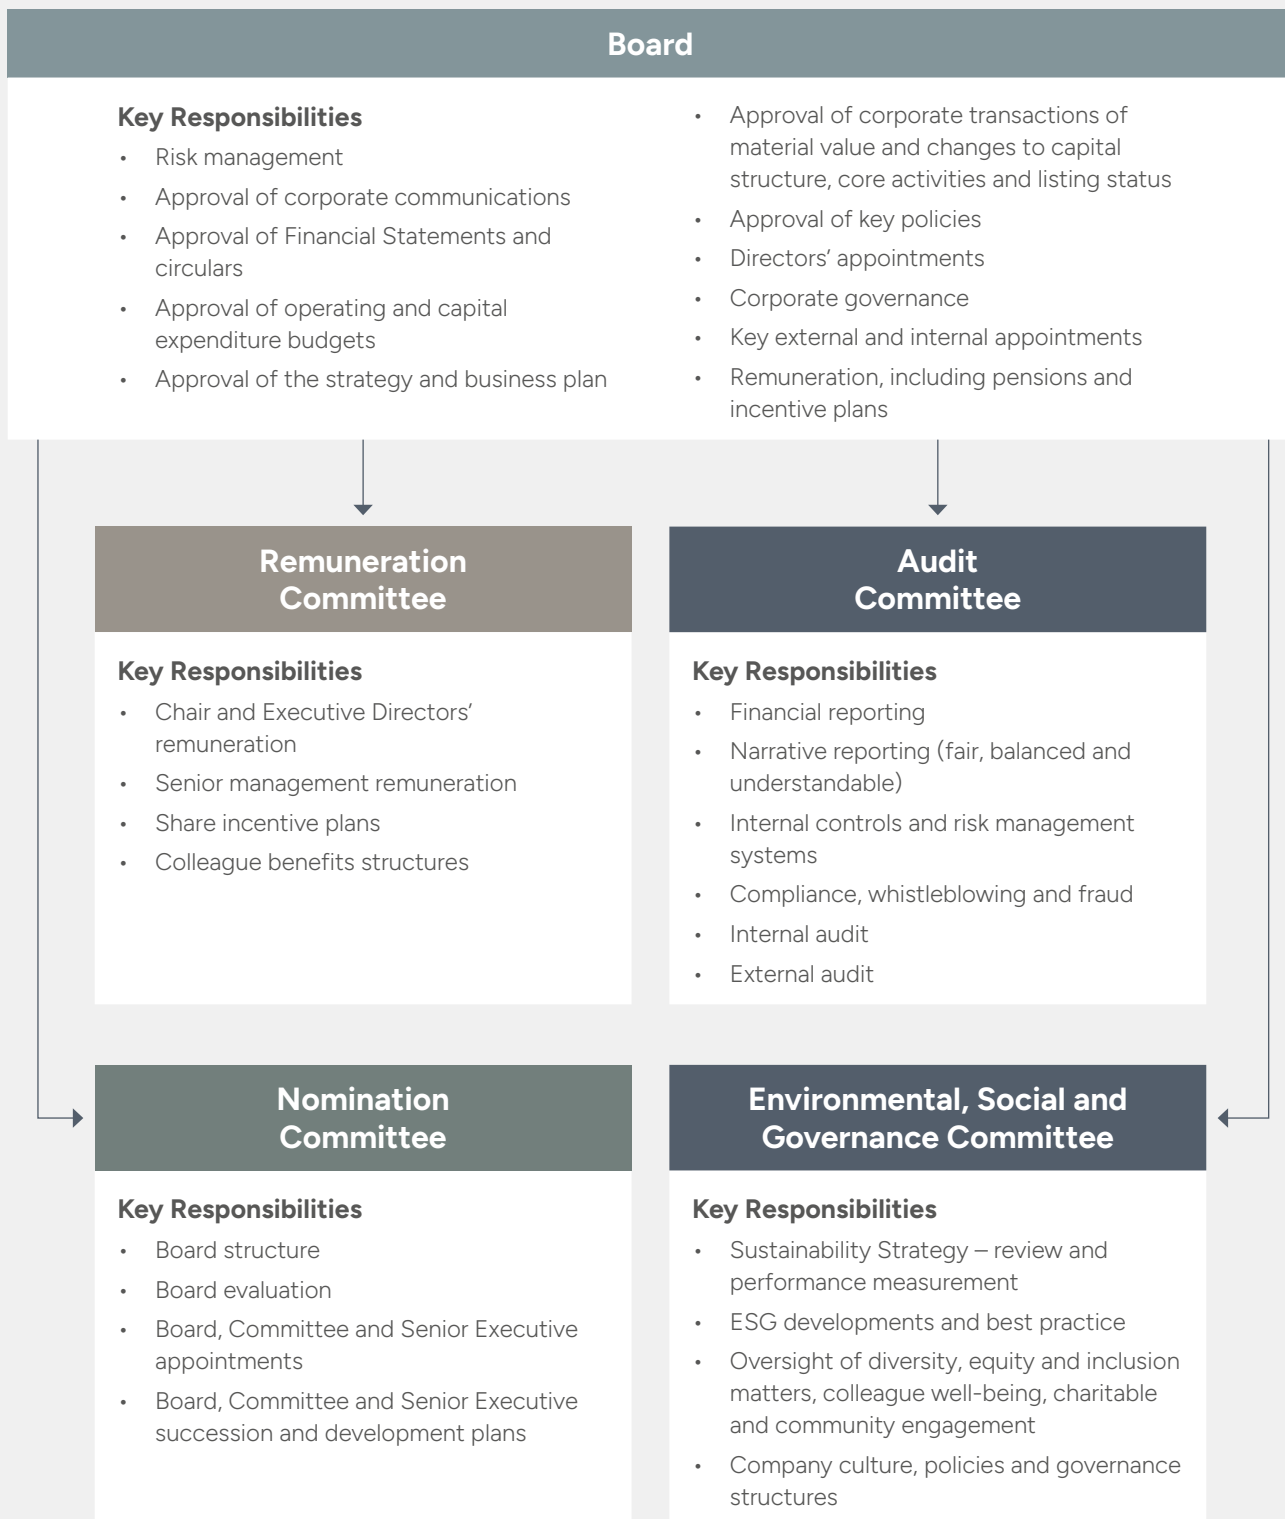 Board
Key Responsibilities
• Risk management
• Approval of corporate communications
• Approval of Financial Statements and
circulars
• Approval of operating and capital
expenditure budgets
• Approval of the strategy and business plan
• Approval of corporate transactions of
material value and changes to capital
structure, core activities and listing status
• Approval of key policies
• Directors’ appointments
• Corporate governance
• Key external and internal appointments
• Remuneration, including pensions and
incentive plans
Remuneration
Committee
Key Responsibilities
• Chair and Executive Directors’
remuneration
• Senior management remuneration
• Share incentive plans
• Colleague benefits structures
Audit
Committee
Key Responsibilities
• Financial reporting
• Narrative reporting (fair, balanced and
understandable)
• Internal controls and risk management
systems
• Compliance, whistleblowing and fraud
• Internal audit
• External audit
Nomination
Committee
Key Responsibilities
• Board structure
• Board evaluation
• Board, Committee and Senior Executive
appointments
• Board, Committee and Senior Executive
succession and development plans
Environmental, Social and
Governance Committee
Key Responsibilities
• Sustainability Strategy – review and
performance measurement
• ESG developments and best practice
• Oversight of diversity, equity and inclusion
matters, colleague well-being, charitable
and community engagement
• Company culture, policies and governance
structures